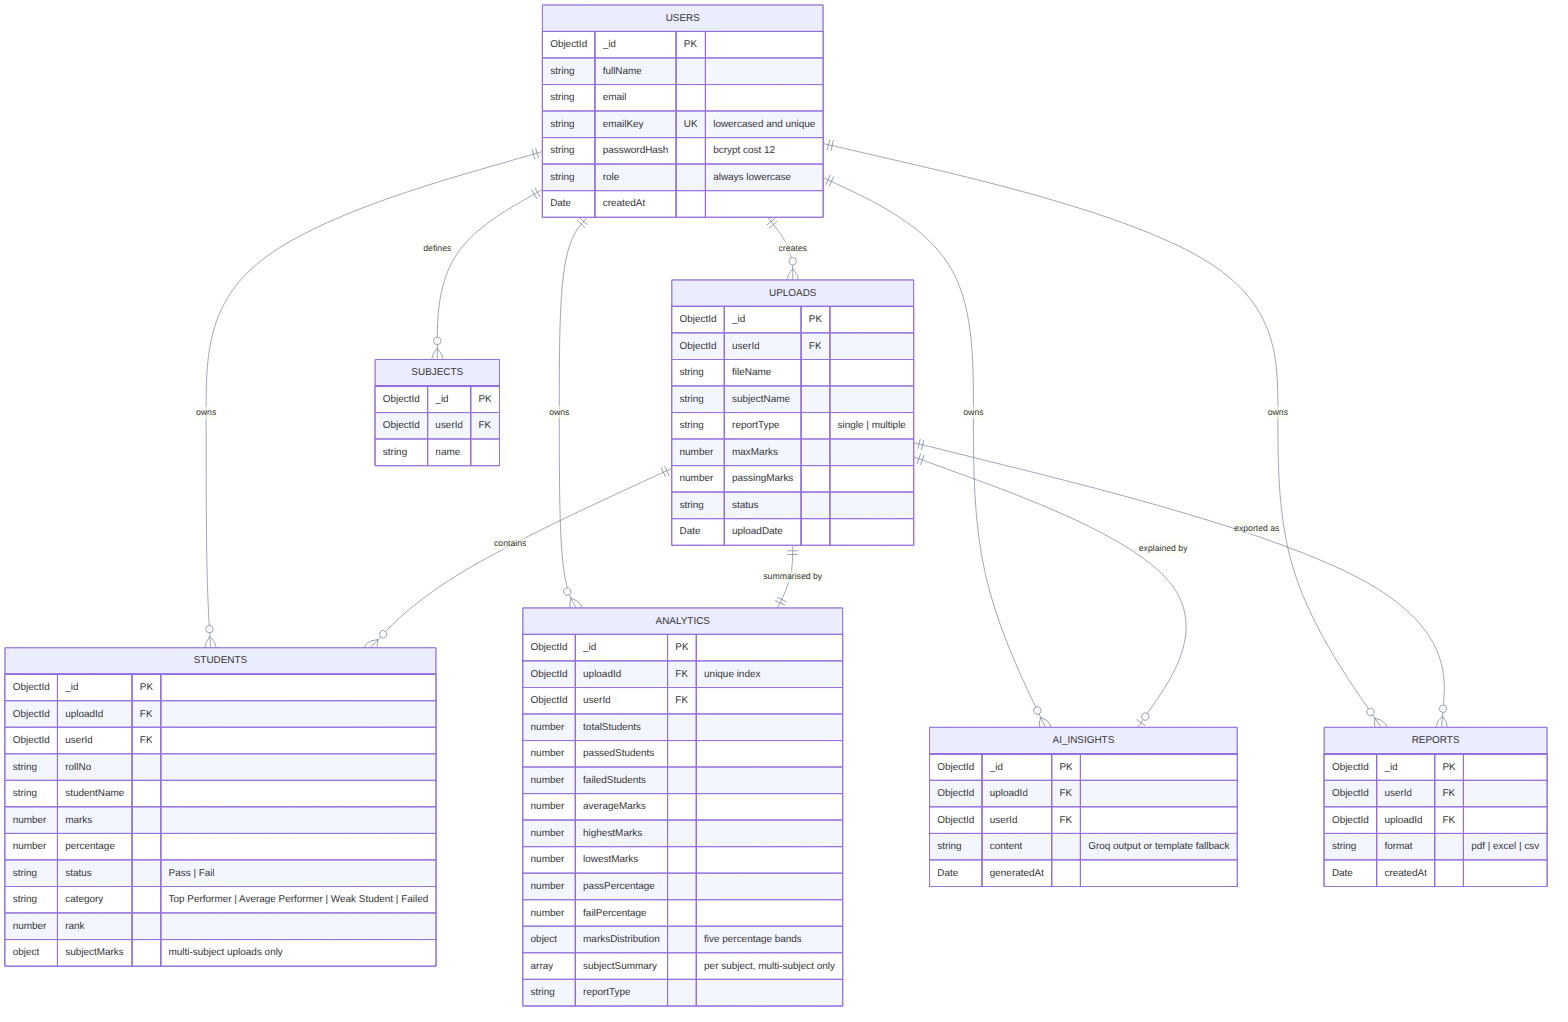 USERS
ObjectId _id PK
string fullName
string email
string emailKey UK lowercased and unique
string passwordHash bcrypt cost 12
string role always lowercase
Date createdAt
defines
creates
UPLOADS
ObjectId _id PK
ObjectId userId FK
string fileName
string subjectName
string reportType single | multiple
number maxMarks
number passingMarks
string status
Date uploadDate
SUBJECTS
ObjectId _id PK
ObjectId userId FK
string name
owns
owns
owns
owns
contains
summarised by
explained by
exported as
STUDENTS
ObjectId _id PK
ObjectId uploadId FK
ObjectId userId FK
string rollNo
string studentName
number marks
number percentage
string status Pass | Fail
string category Top Performer | Average Performer | Weak Student | Failed
number rank
object subjectMarks multi-subject uploads only
ANALYTICS
ObjectId _id PK
ObjectId uploadId FK unique index
ObjectId userId FK
number totalStudents
number passedStudents
number failedStudents
number averageMarks
number highestMarks
number lowestMarks
number passPercentage
number failPercentage
object marksDistribution five percentage bands
array subjectSummary per subject, multi-subject only
string reportType
AI_INSIGHTS
ObjectId _id PK
ObjectId uploadId FK
ObjectId userId FK
string content Groq output or template fallback
Date generatedAt
REPORTS
ObjectId _id PK
ObjectId userId FK
ObjectId uploadId FK
string format pdf | excel | csv
Date createdAt